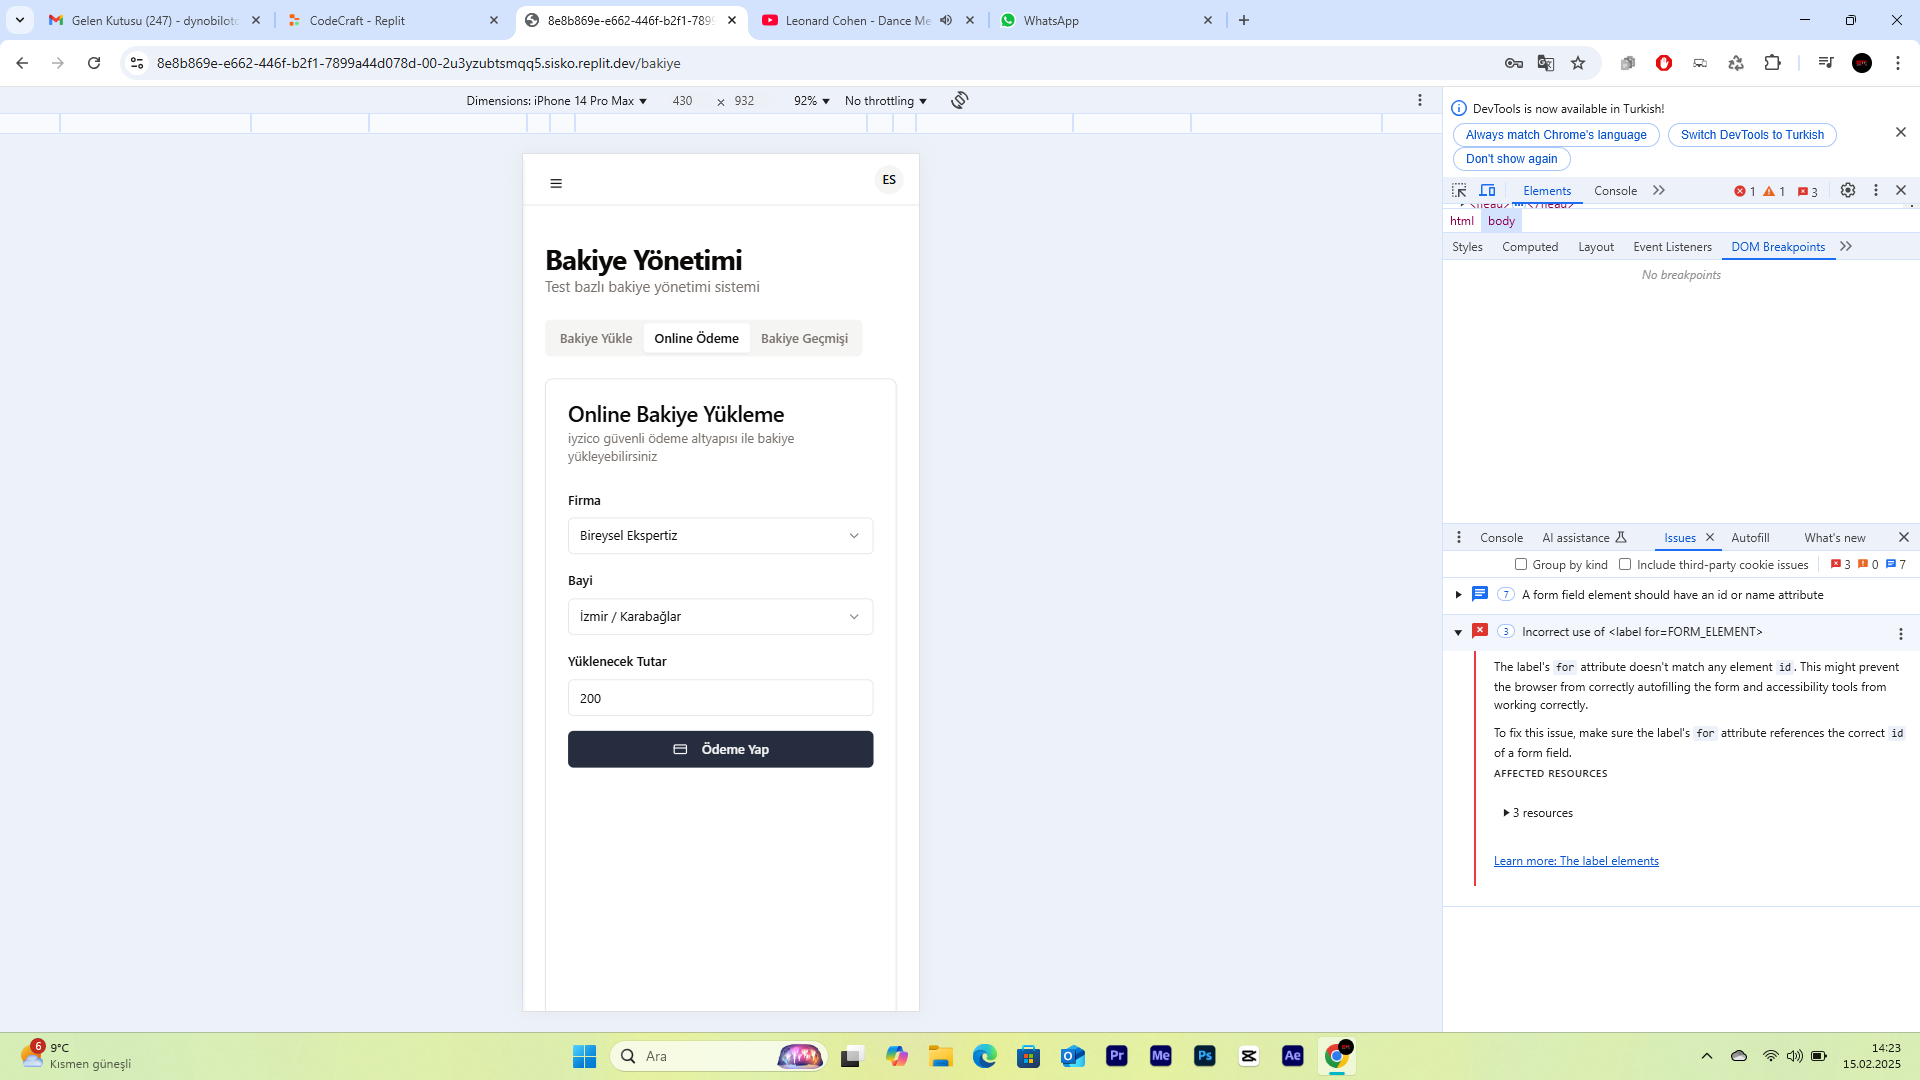 Gelen Kutusu (247) - dynobiloto
CodeCraft - Replit
8e8b869e-e662-446f-b2f1-7899
Leonard Cohen - Dance Me
WhatsApp
8e8b869e-e662-446f-b2f1-7899a44d078d-00-2u3yzubtsmqq5.sisko.replit.dev/bakiye
Dimensions: iPhone 14 Pro Max 430 × 932 92% No throttling
DevTools is now available in Turkish!
Always match Chrome's language
Switch DevTools to Turkish
Don't show again
Elements
Console
1
1
3
<head> ... </head>
html
body
Styles
Computed
Layout
Event Listeners
DOM Breakpoints
No breakpoints
ES
Bakiye Yönetimi
Test bazlı bakiye yönetimi sistemi
Bakiye Yükle
Online Ödeme
Bakiye Geçmişi
Online Bakiye Yükleme
iyzico güvenli ödeme altyapısı ile bakiye
yükleyebilirsiniz
Firma
Bireysel Ekspertiz
Bayi
İzmir / Karabağlar
Yüklenecek Tutar
200
Ödeme Yap
Console
AI assistance
Issues
Autofill
What's new
Group by kind
Include third-party cookie issues
3
0
7
7 A form field element should have an id or name attribute
3 Incorrect use of <label for=FORM_ELEMENT>
The label's for attribute doesn't match any element id. This might prevent
the browser from correctly autofilling the form and accessibility tools from
working correctly.
To fix this issue, make sure the label's for attribute references the correct id
of a form field.
AFFECTED RESOURCES
3 resources
Learn more: The label elements
6
9°C
Kısmen güneşli
Ara
Pr
Me
Ps
Ae
14:23
15.02.2025